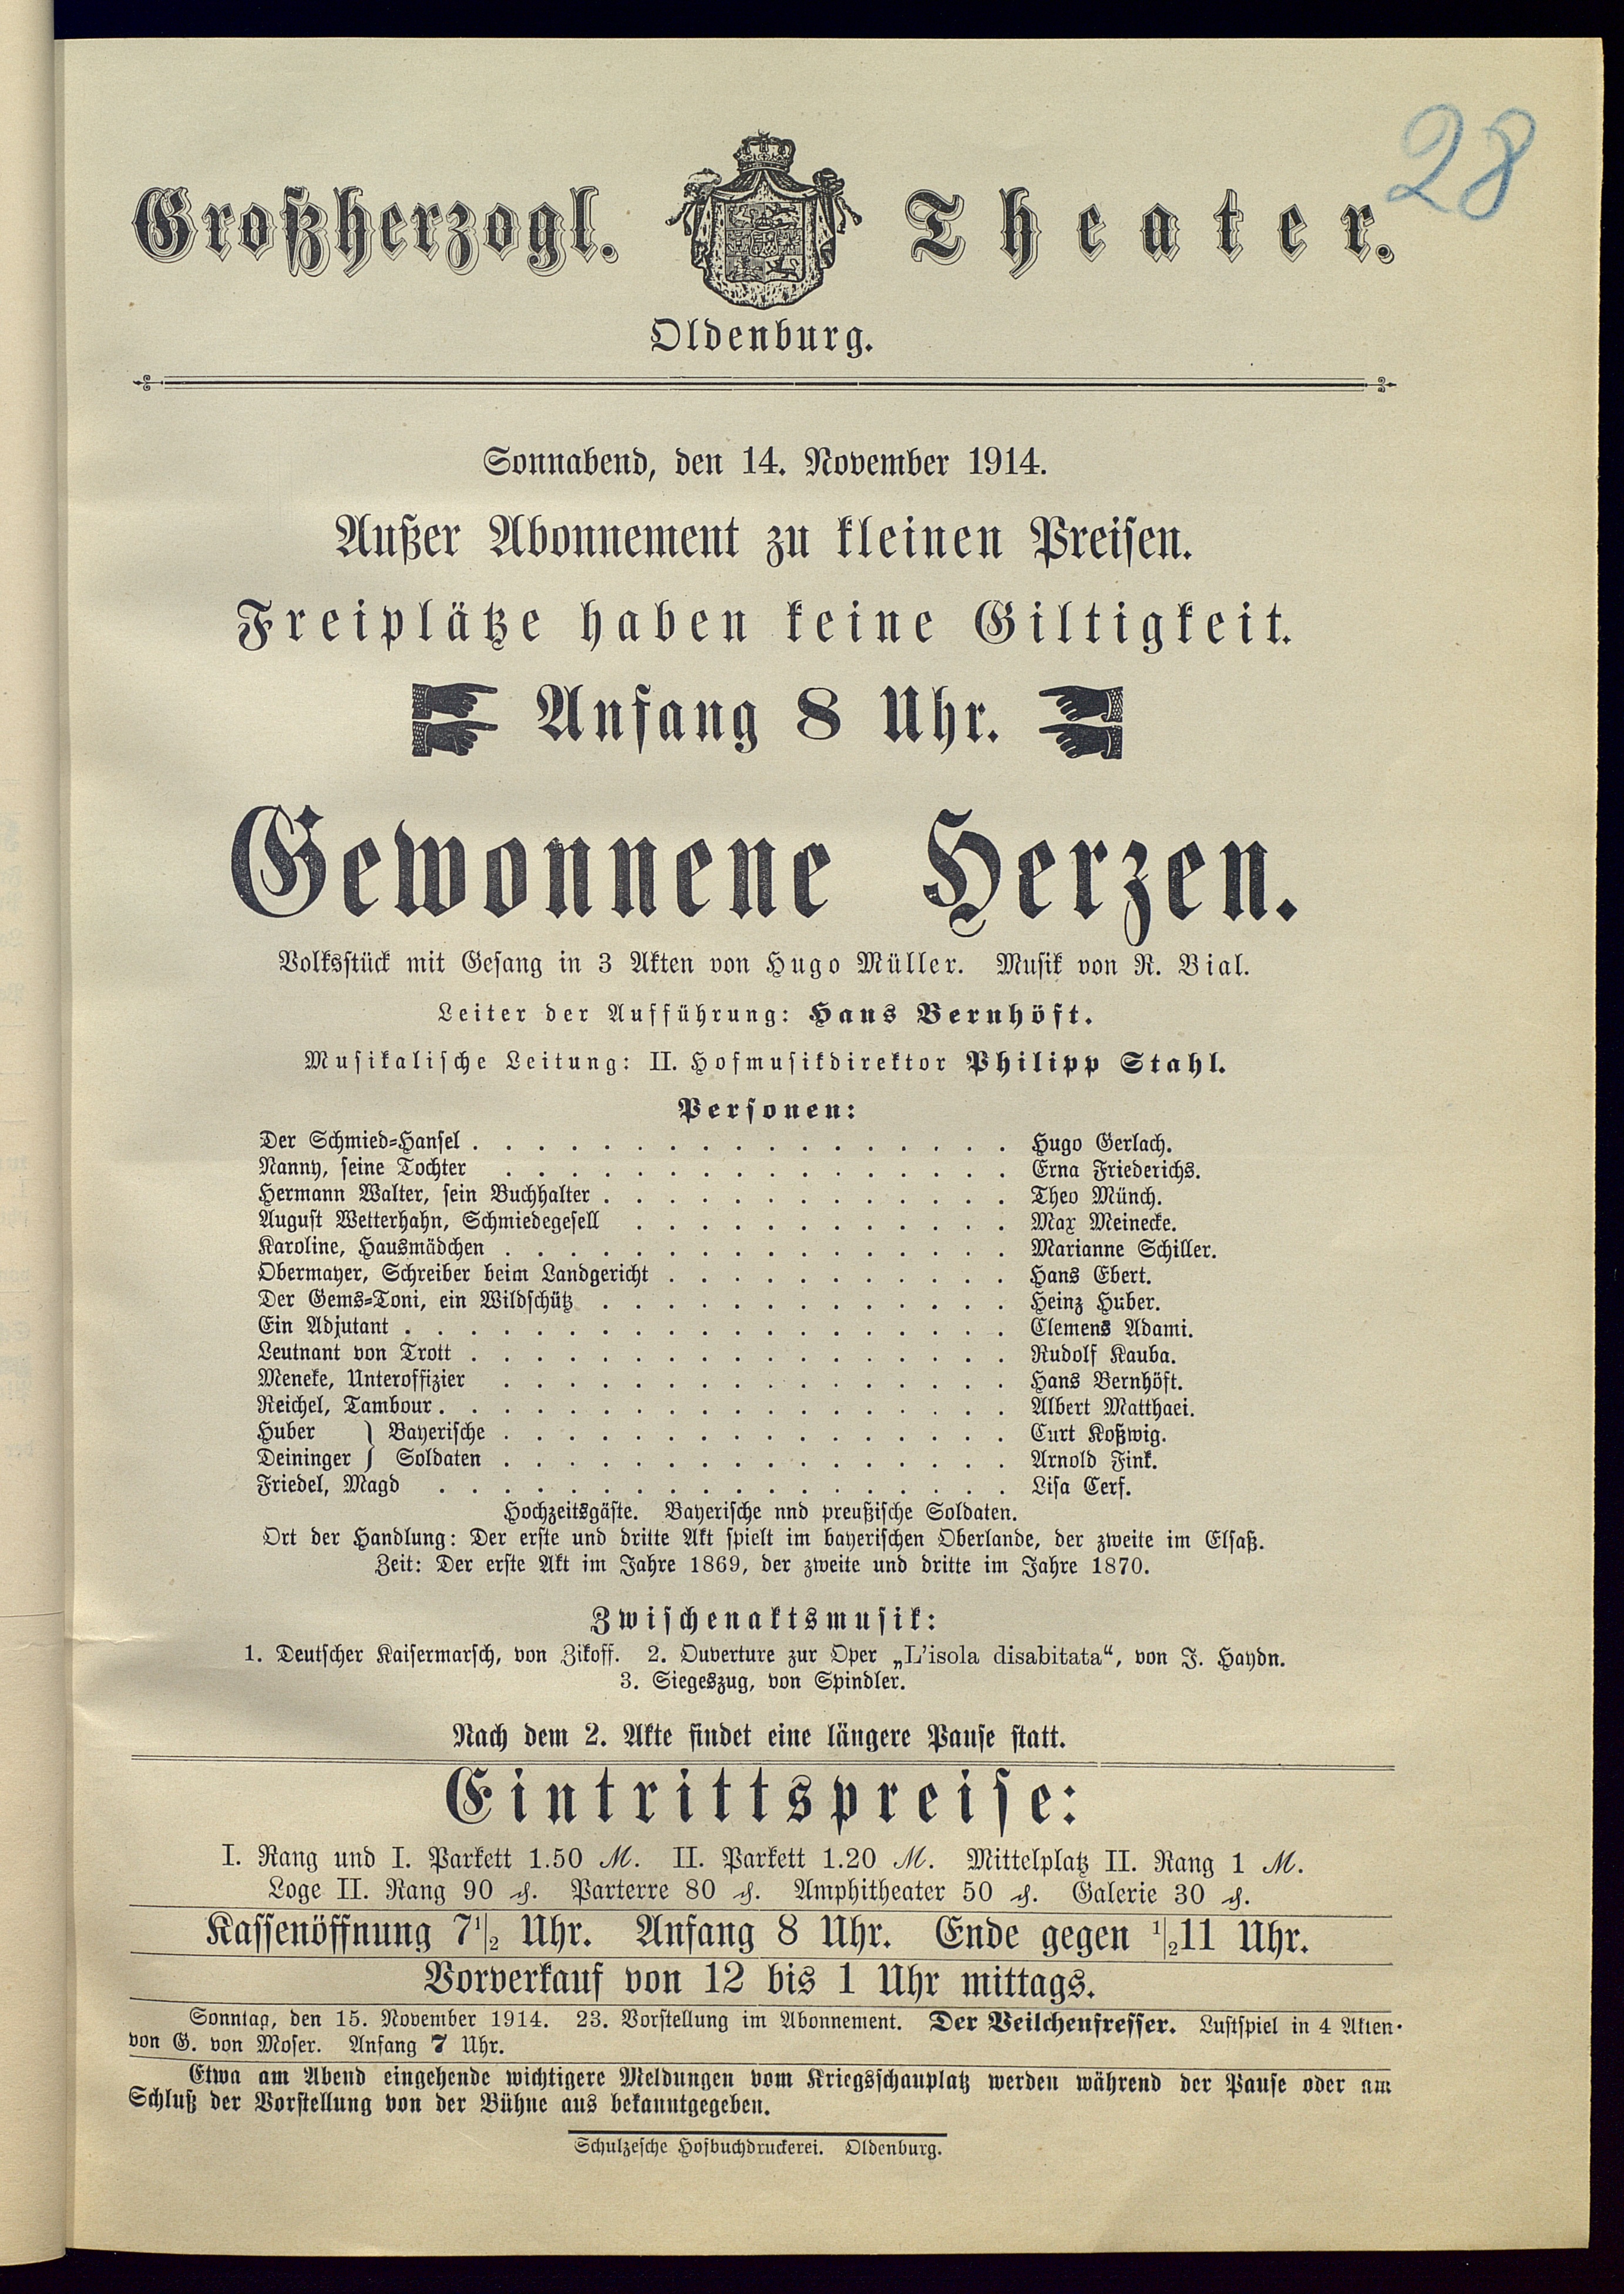 28
Großherzogl. Theater.
Oldenburg.
Sonnabend, den 14. November 1914.
Außer Abonnement zu kleinen Preisen.
Freiplätze haben keine Giltigkeit.
Anfang 8 Uhr.
Gewonnene Herzen.
Volksstück mit Gesang in 3 Akten von Hugo Müller. Musik von R. Bial.
Leiter der Aufführung: Hans Bernhöft.
Musikalische Leitung: II. Hofmusikdirektor Philipp Stahl.
Personen:
Der Schmied-Hansel . . . . . . . . . . . . . . . . . Hugo Gerlach.
Nanny, seine Tochter . . . . . . . . . . . . . . . . Erna Friederichs.
Hermann Walter, sein Buchhalter . . . . . . . . . . . . . Theo Münch.
August Wetterhahn, Schmiedegesell . . . . . . . . . . . . Max Meinecke.
Karoline, Hausmädchen . . . . . . . . . . . . . . . . Marianne Schiller.
Obermayer, Schreiber beim Landgericht . . . . . . . . . . . Hans Ebert.
Der Gems-Toni, ein Wildschütz . . . . . . . . . . . . . Heinz Huber.
Ein Adjutant . . . . . . . . . . . . . . . . . . . Clemens Adami.
Leutnant von Trott . . . . . . . . . . . . . . . . . Rudolf Kauba.
Meneke, Unteroffizier . . . . . . . . . . . . . . . . Hans Bernhöft.
Reichel, Tambour . . . . . . . . . . . . . . . . . . Albert Matthaei.
Huber } Bayerische . . . . . . . . . . . . . . . . Curt Koßwig.
Deininger } Soldaten . . . . . . . . . . . . . . . . Arnold Fink.
Friedel, Magd . . . . . . . . . . . . . . . . . . Lisa Cerf.
Hochzeitsgäste. Bayerische nnd preußische Soldaten.
Ort der Handlung: Der erste und dritte Akt spielt im bayerischen Oberlande, der zweite im Elsaß.
Zeit: Der erste Akt im Jahre 1869, der zweite und dritte im Jahre 1870.
Zwischenaktsmusik:
1. Deutscher Kaisermarsch, von Zikoff. 2. Ouverture zur Oper „L'isola disabitata“, von J. Haydn.
3. Siegeszug, von Spindler.
Nach dem 2. Akte findet eine längere Pause statt.
Eintrittspreise:
I. Rang und I. Parkett 1.50 ℳ. II. Parkett 1.20 ℳ. Mittelplatz II. Rang 1 ℳ.
Loge II. Rang 90 ₰. Parterre 80 ₰. Amphitheater 50 ₰. Galerie 30 ₰.
Kassenöffnung 7½ Uhr. Anfang 8 Uhr. Ende gegen ½11 Uhr.
Vorverkauf von 12 bis 1 Uhr mittags.
Sonntag, den 15. November 1914. 23. Vorstellung im Abonnement. Der Veilchenfresser. Lustspiel in 4 Akten
von G. von Moser. Anfang 7 Uhr.
Etwa am Abend eingehende wichtigere Meldungen vom Kriegsschauplatz werden während der Pause oder am
Schluß der Vorstellung von der Bühne aus bekanntgegeben.
Schulzesche Hofbuchdruckerei. Oldenburg.